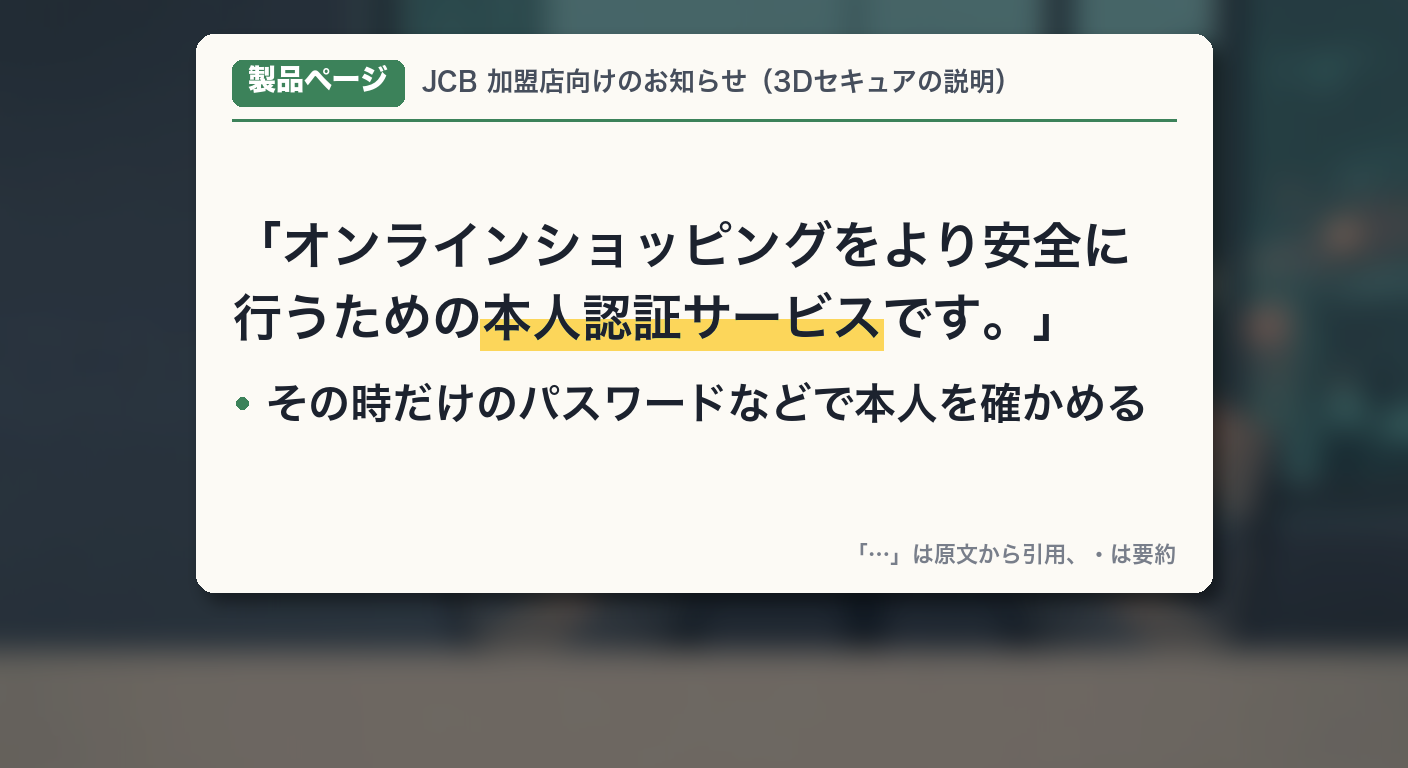 製品ページ JCB 加盟店向けのお知らせ（3Dセキュアの説明）
「オンラインショッピングをより安全に
行うための本人認証サービスです。」
• その時だけのパスワードなどで本人を確かめる
「…」は原文から引用、・は要約